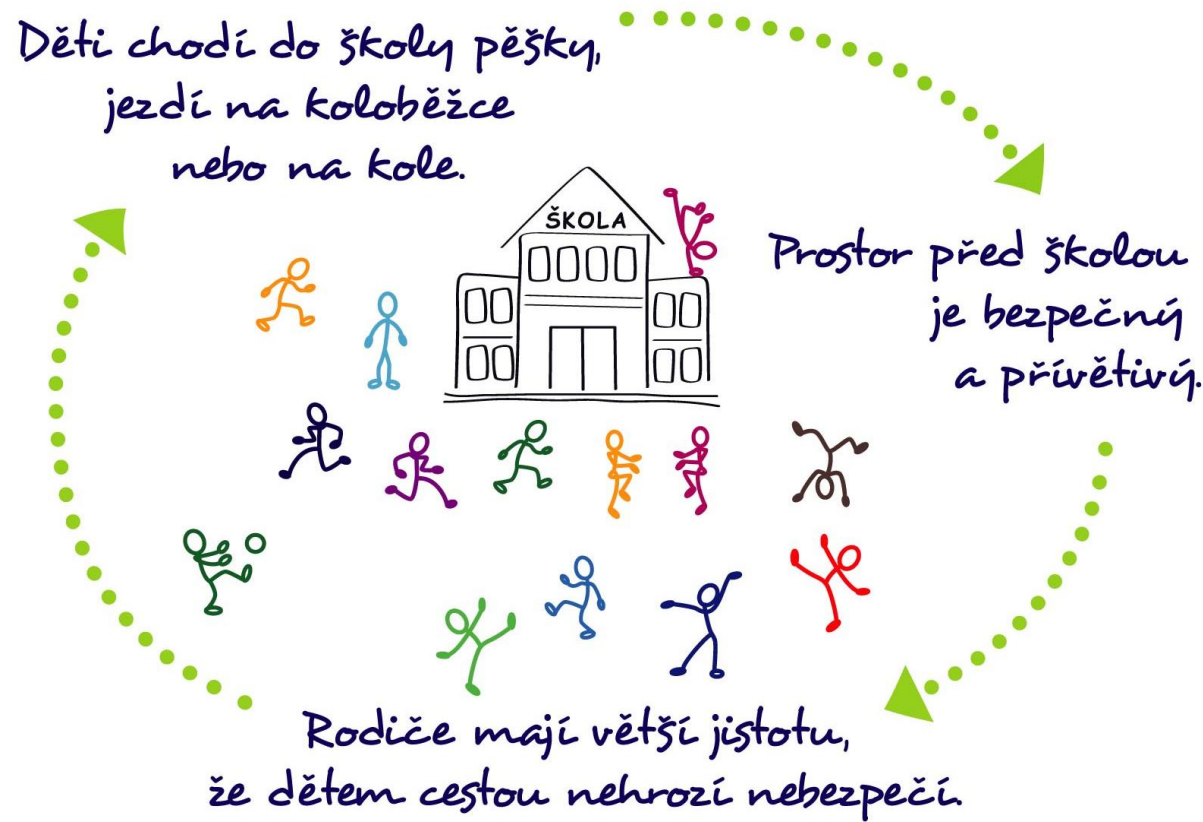 Děti chodí do školy pěšky,
jezdí na koloběžce
nebo na kole.
ŠKOLA
Prostor před školou
je bezpečný
a přívětivý.
Rodiče mají větší jistotu,
že dětem cestou nehrozí nebezpečí.